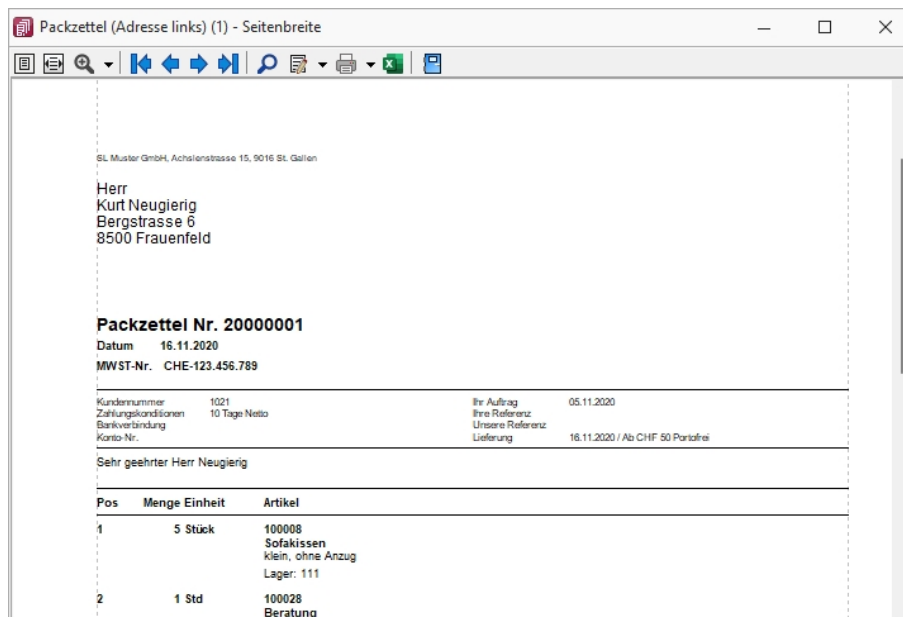 Packzettel (Adresse links) (1) - Seitenbreite
SL Muster GmbH, Achslenstrasse 15, 9016 St. Gallen
Herr
Kurt Neugierig
Bergstrasse 6
8500 Frauenfeld
Packzettel Nr. 20000001
Datum 16.11.2020
MWST-Nr. CHE-123.456.789
Kundennummer 1021 Ihr Auftrag 05.11.2020
Zahlungskonditionen 10 Tage Netto Ihre Referenz
Bankverbindung Unsere Referenz
Konto-Nr. Lieferung 16.11.2020 / Ab CHF 50 Portofrei
Sehr geehrter Herr Neugierig
Pos Menge Einheit Artikel
1 5 Stück 100008
Sofakissen
klein, ohne Anzug
Lager: 111
2 1 Std 100028
Beratung